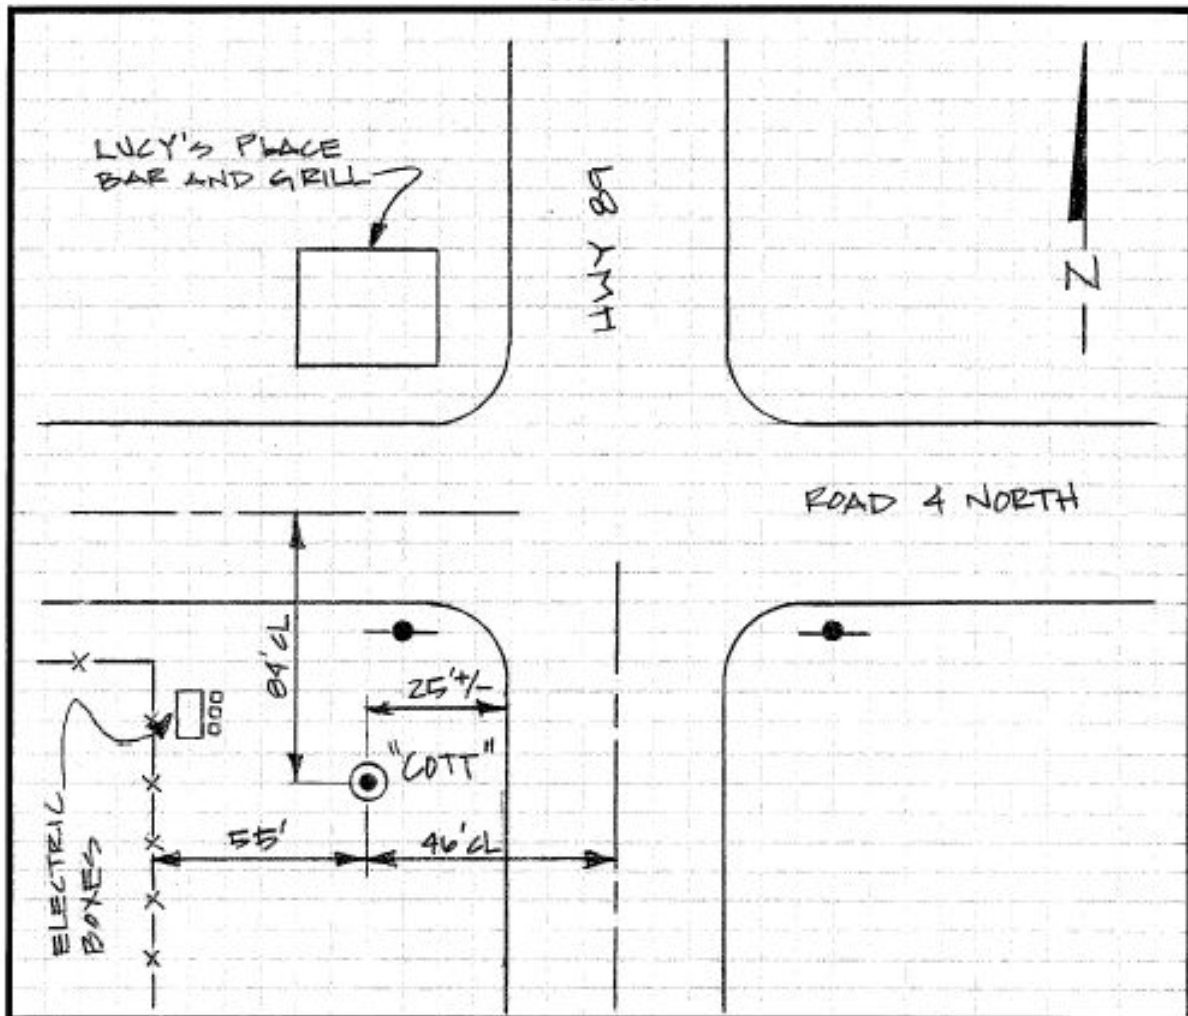 LUCY'S PLACE
BAR AND GRILL
HWY 89
N
ROAD 4 NORTH
84' CL
25'+/-
"COTT"
55'
46' CL
ELECTRIC
BOXES